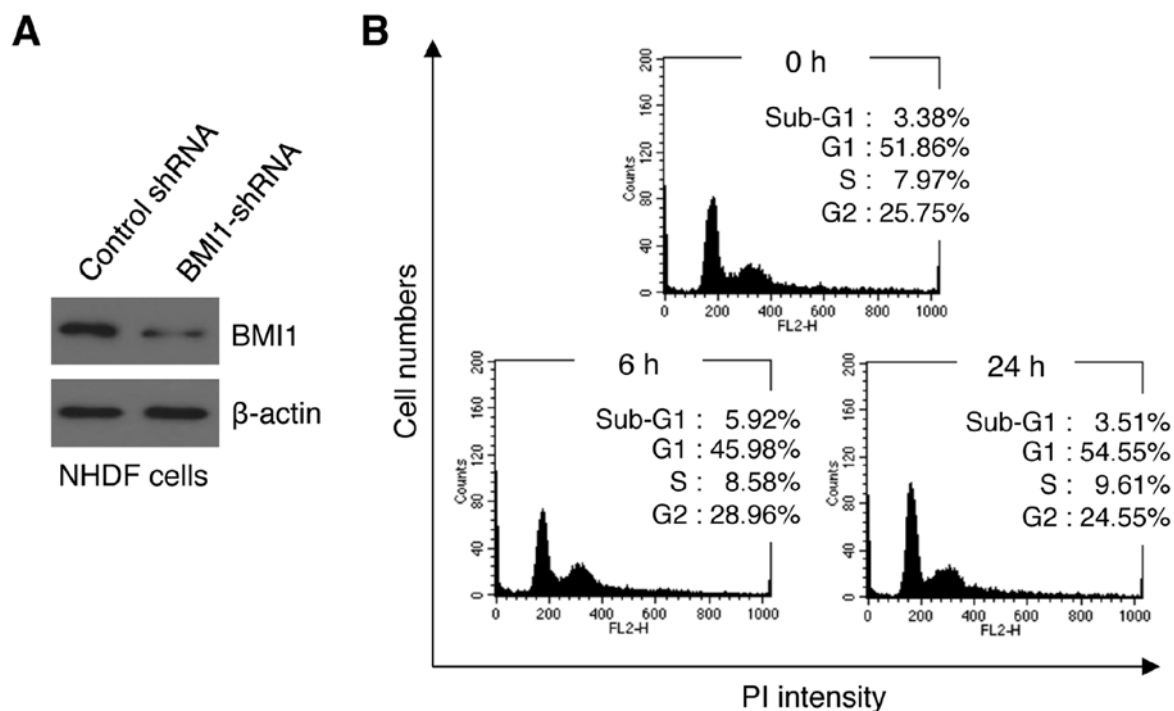 A
Control shRNA
BMI1-shRNA
BMI1
β-actin
NHDF cells
B
Cell numbers
PI intensity
0 h
Sub-G1 : 3.38%
G1 : 51.86%
S : 7.97%
G2 : 25.75%
Counts
200
160
120
80
40
0
0 200 400 600 800 1000
FL2-H
6 h
Sub-G1 : 5.92%
G1 : 45.98%
S : 8.58%
G2 : 28.96%
Counts
200
160
120
80
40
0
0 200 400 600 800 1000
FL2-H
24 h
Sub-G1 : 3.51%
G1 : 54.55%
S : 9.61%
G2 : 24.55%
Counts
200
160
120
80
40
0
0 200 400 600 800 1000
FL2-H